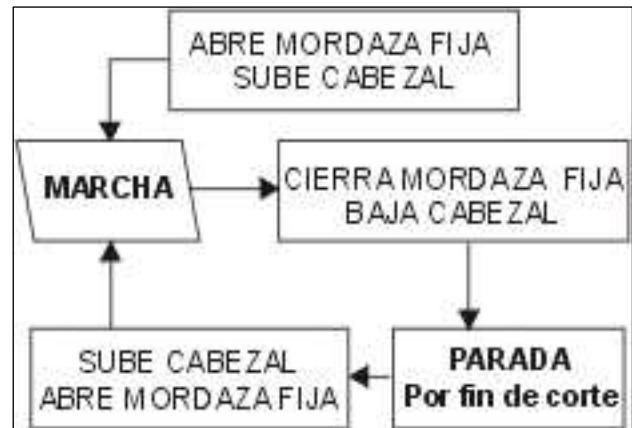 ABRE MORDAZA FIJA
SUBE CABEZAL
MARCHA
CIERRA MORDAZA FIJA
BAJA CABEZAL
PARADA
Por fin de corte
SUBE CABEZAL
ABRE MORDAZA FIJA